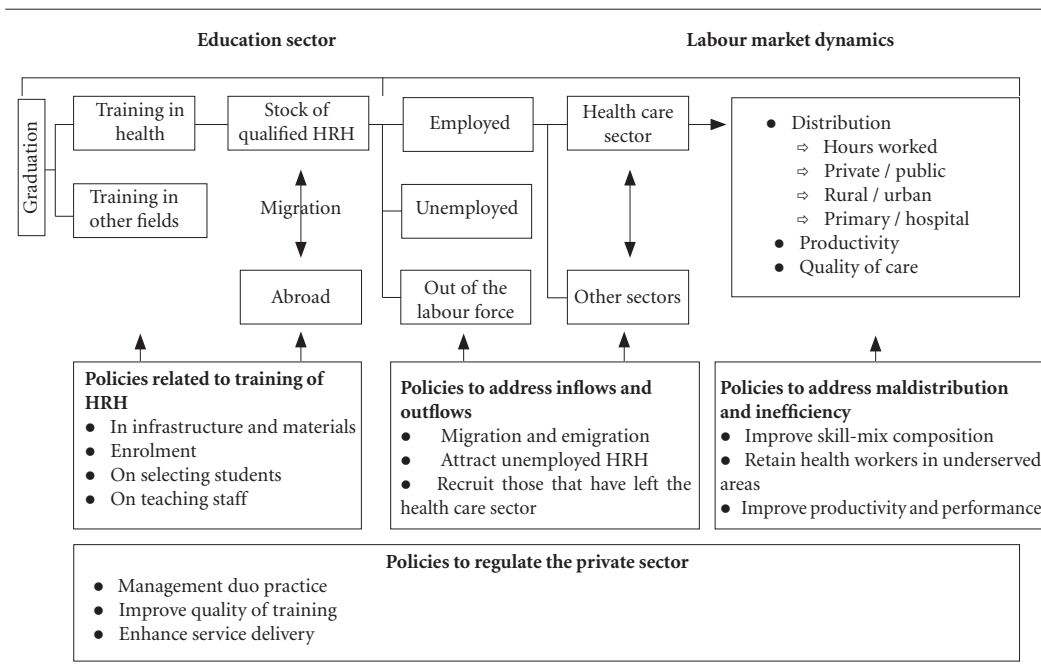 Education sector
Labour market dynamics
Graduation
Training in
health
Stock of
qualified HRH
Employed
Health care
sector
● Distribution
⇨ Hours worked
⇨ Private / public
⇨ Rural / urban
⇨ Primary / hospital
● Productivity
● Quality of care
Training in
other fields
Migration
Unemployed
Abroad
Out of the
labour force
Other sectors
Policies related to training of
HRH
● In infrastructure and materials
● Enrolment
● On selecting students
● On teaching staff
Policies to address inflows and
outflows
● Migration and emigration
● Attract unemployed HRH
● Recruit those that have left the
health care sector
Policies to address maldistribution
and inefficiency
● Improve skill-mix composition
● Retain health workers in underserved
areas
● Improve productivity and performance
Policies to regulate the private sector
● Management duo practice
● Improve quality of training
● Enhance service delivery